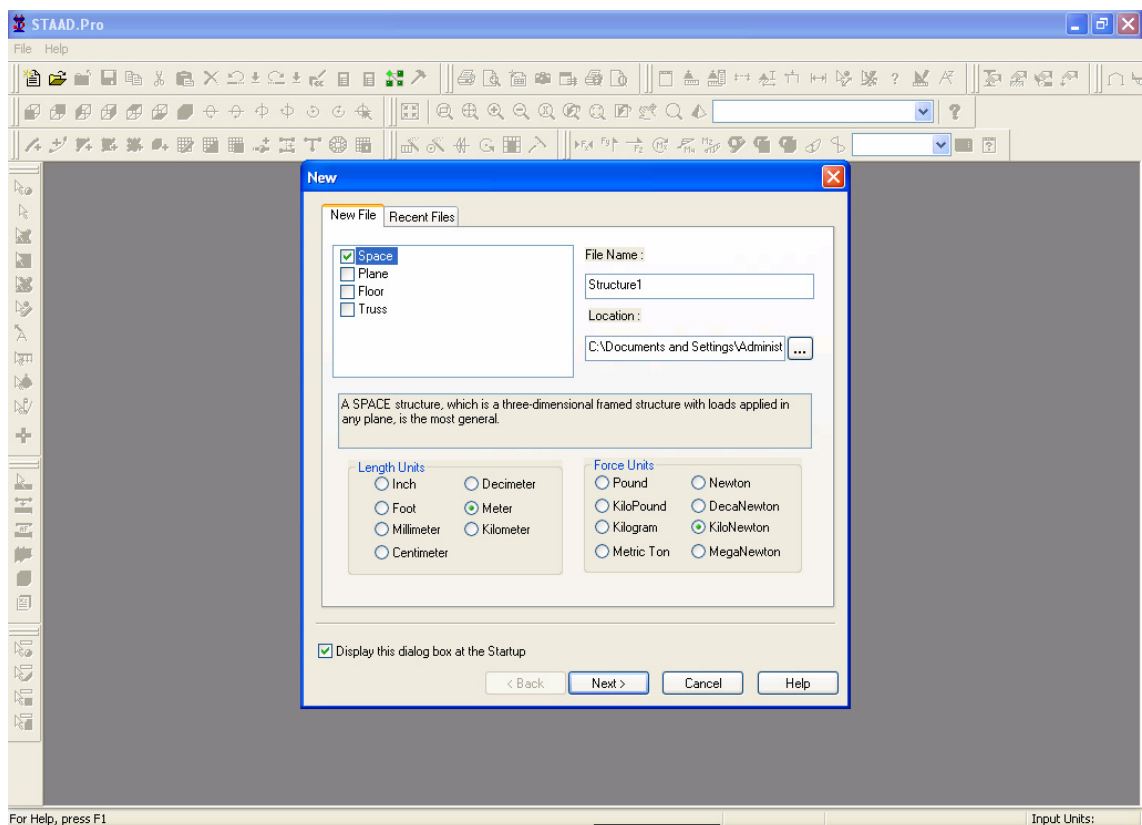 STAAD.Pro
File Help
New
New File Recent Files
Space
Plane
Floor
Truss
File Name :
Structure1
Location :
C:\Documents and Settings\Administ ...
A SPACE structure, which is a three-dimensional framed structure with loads applied in
any plane, is the most general.
Length Units
Inch Decimeter
Foot Meter
Millimeter Kilometer
Centimeter
Force Units
Pound Newton
KiloPound DecaNewton
Kilogram KiloNewton
Metric Ton MegaNewton
Display this dialog box at the Startup
< Back Next > Cancel Help
For Help, press F1 Input Units: